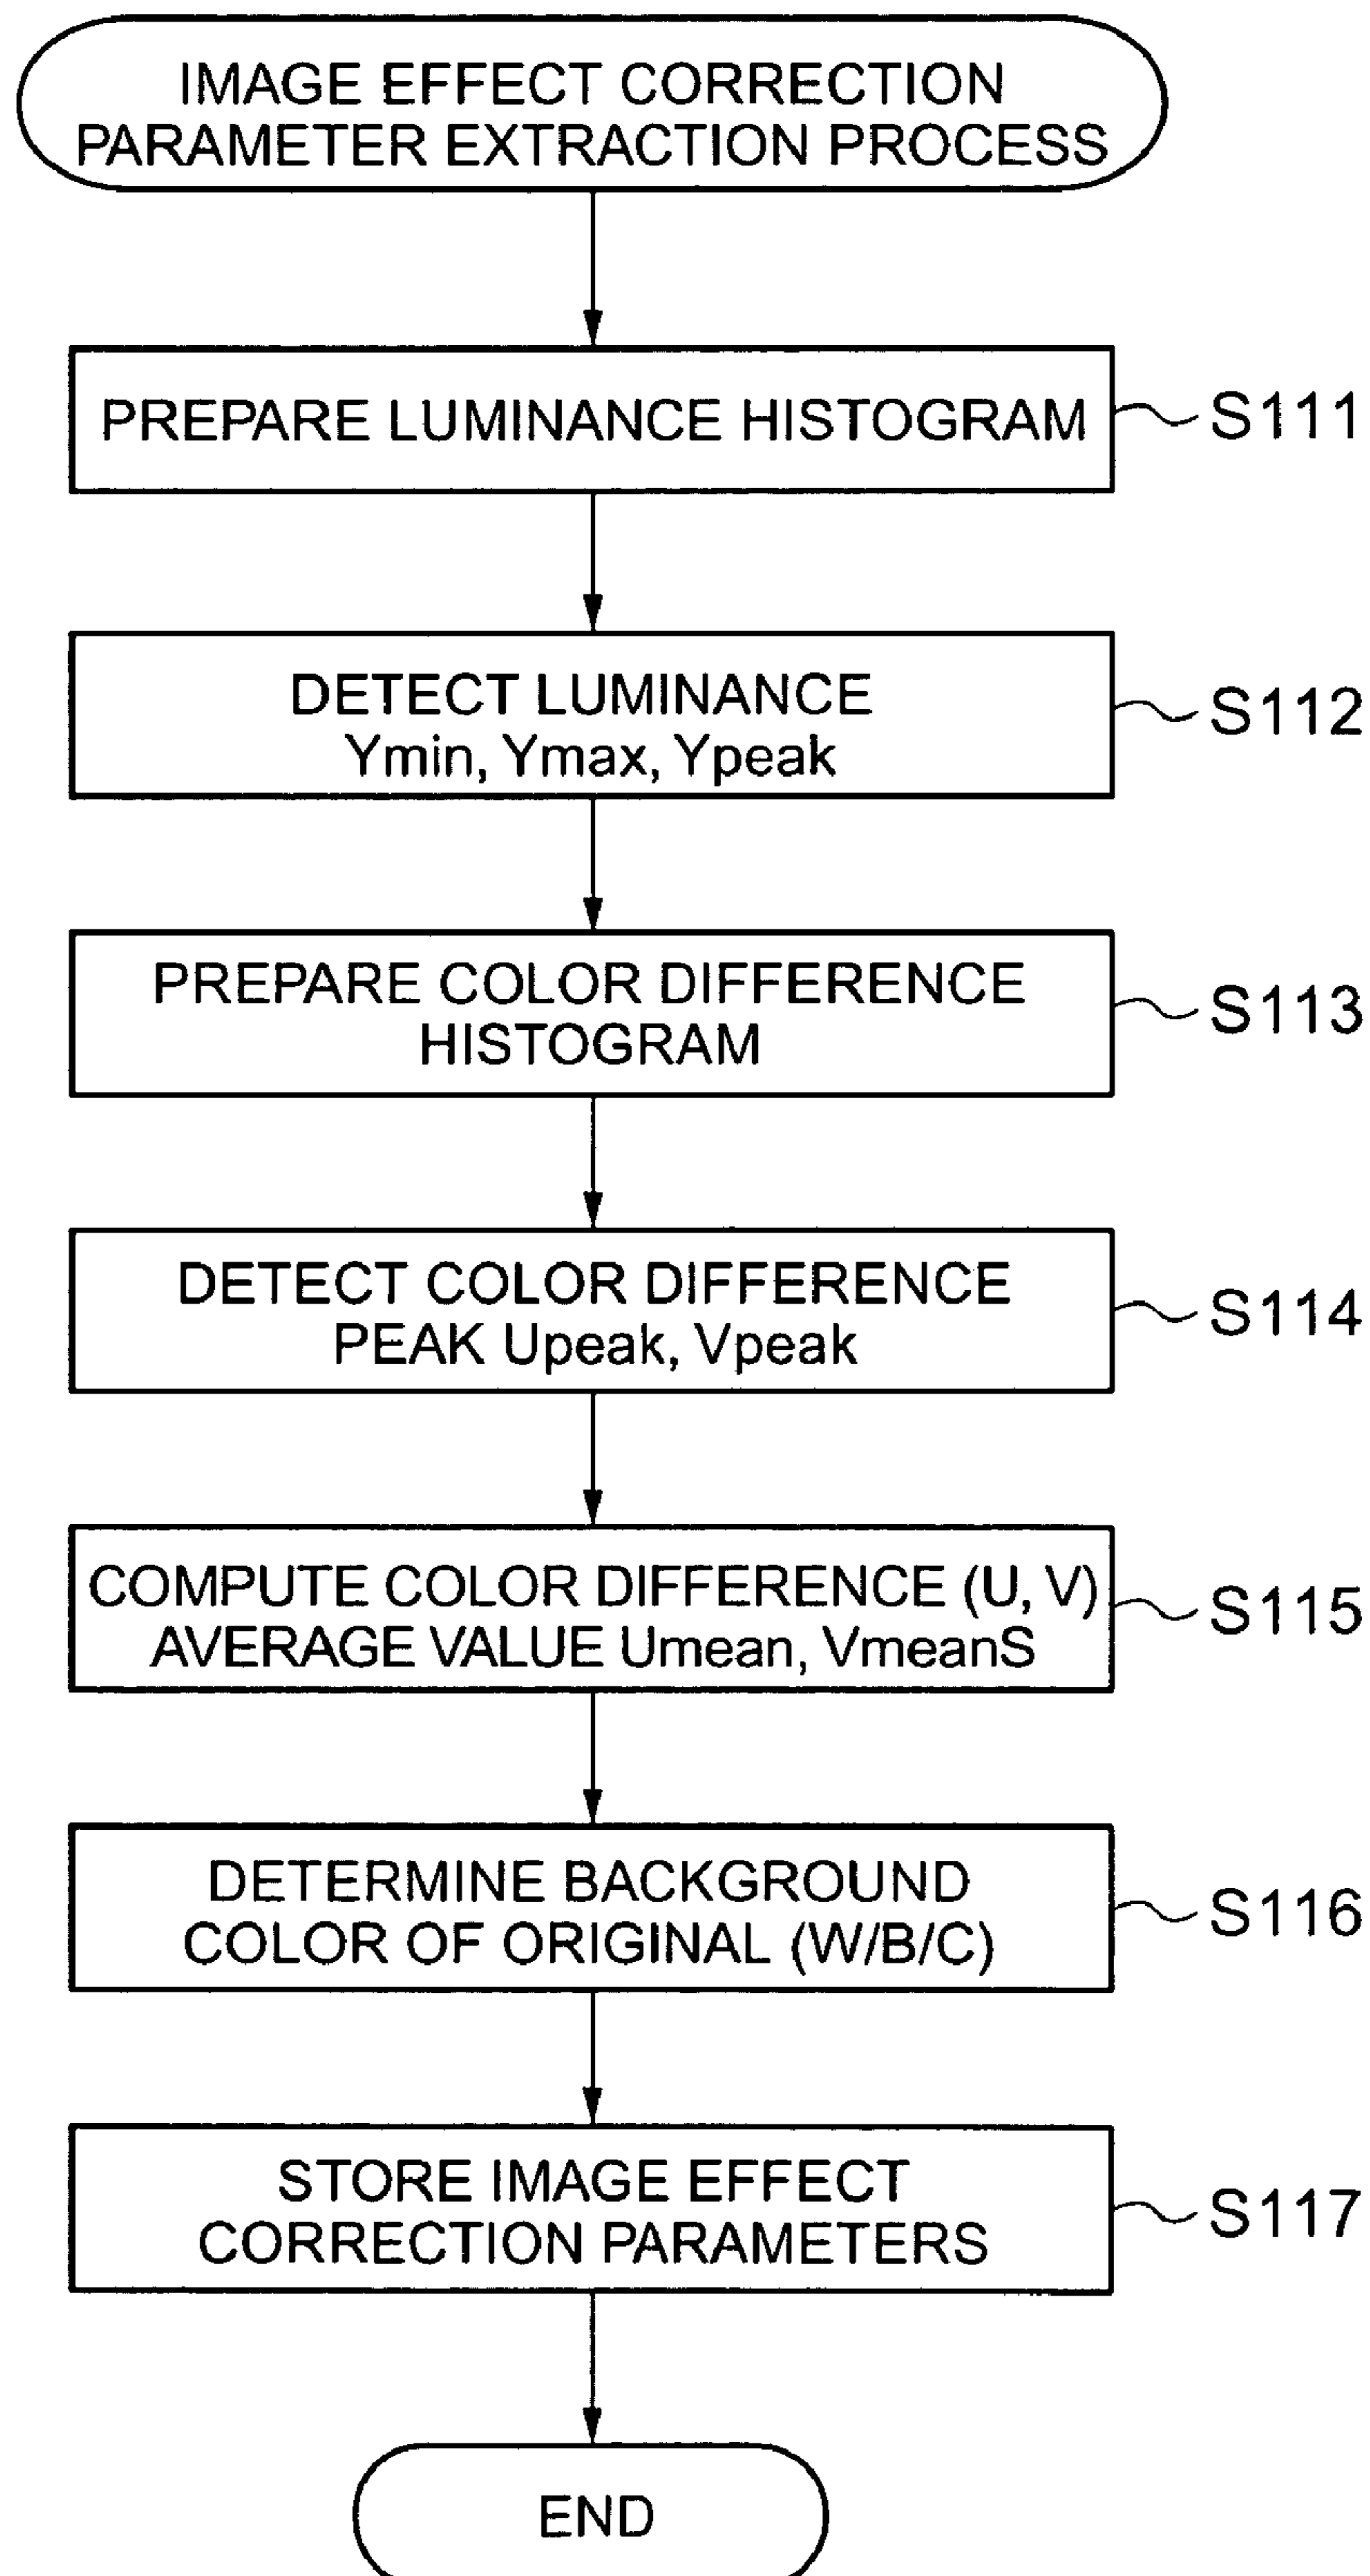 IMAGE EFFECT CORRECTION
PARAMETER EXTRACTION PROCESS
PREPARE LUMINANCE HISTOGRAM
S111
DETECT LUMINANCE
Ymin, Ymax, Ypeak
S112
PREPARE COLOR DIFFERENCE
HISTOGRAM
S113
DETECT COLOR DIFFERENCE
PEAK Upeak, Vpeak
S114
COMPUTE COLOR DIFFERENCE (U, V)
AVERAGE VALUE Umean, VmeanS
S115
DETERMINE BACKGROUND
COLOR OF ORIGINAL (W/B/C)
S116
STORE IMAGE EFFECT
CORRECTION PARAMETERS
S117
END